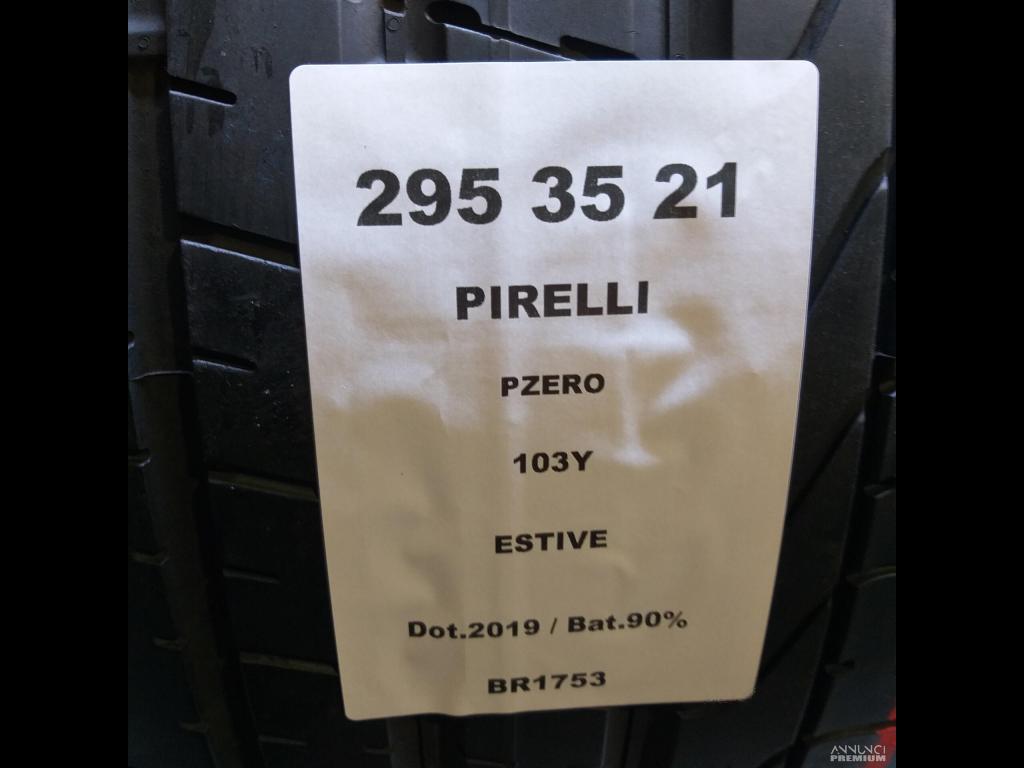 295 35 21
PIRELLI
PZERO
103Y
ESTIVE
Dot.2019 / Bat.90%
BR1753
ANNUNCI
PREMIUM